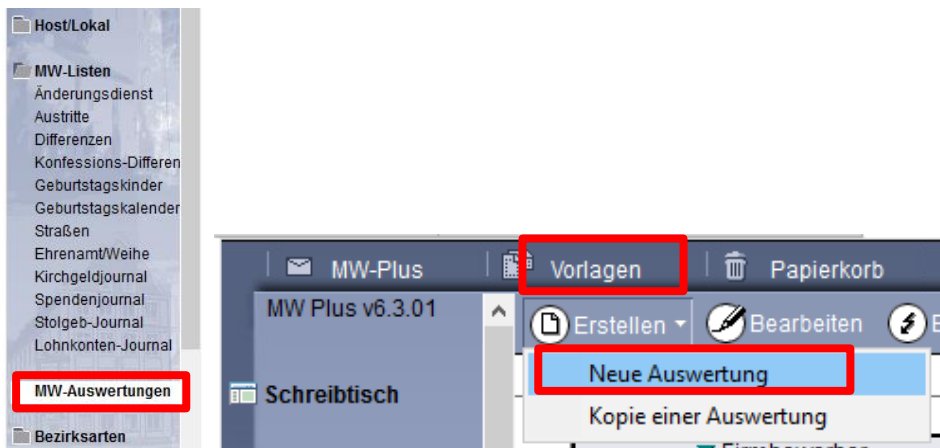 Host/Lokal
MW-Listen
Änderungsdienst
Austritte
Differenzen
Konfessions-Differen
Geburtstagskinder
Geburtstagskalender
Straßen
Ehrenamt/Weihe
Kirchgeldjournal
Spendenjournal
Stolgeb-Journal
Lohnkonten-Journal
MW-Auswertungen
Bezirksarten
MW-Plus Vorlagen Papierkorb
MW Plus v6.3.01
Erstellen Bearbeiten
Neue Auswertung
Schreibtisch
Kopie einer Auswertung